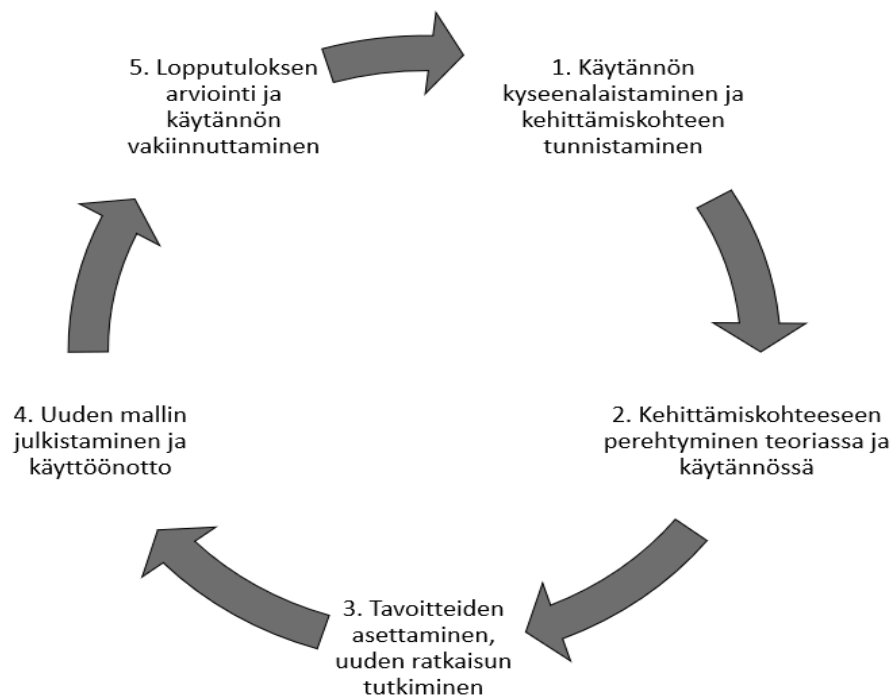 1. Käytännön
kyseenalaistaminen ja
kehittämiskohteen
tunnistaminen
2. Kehittämiskohteeseen
perehtyminen teoriassa ja
käytännössä
3. Tavoitteiden
asettaminen,
uuden ratkaisun
tutkiminen
4. Uuden mallin
julkistaminen ja
käyttöönotto
5. Lopputuloksen
arviointi ja
käytännön
vakiinnuttaminen